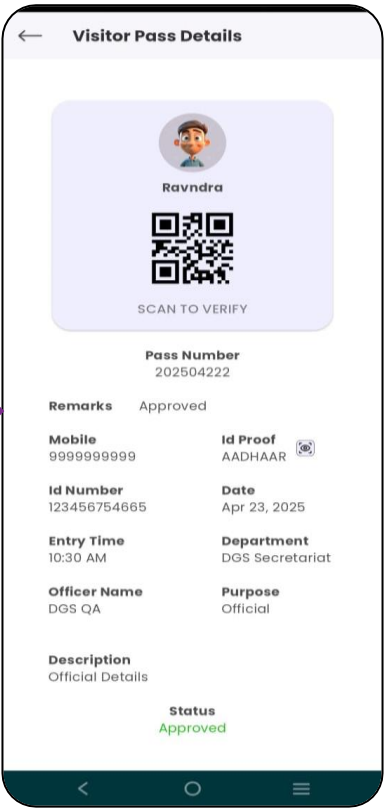 Visitor Pass Details
Ravndra
SCAN TO VERIFY
Pass Number
202504222
Remarks Approved
Mobile Id Proof
9999999999 AADHAAR
Id Number Date
123456754665 Apr 23, 2025
Entry Time Department
10:30 AM DGS Secretariat
Officer Name Purpose
DGS QA Official
Description
Official Details
Status
Approved